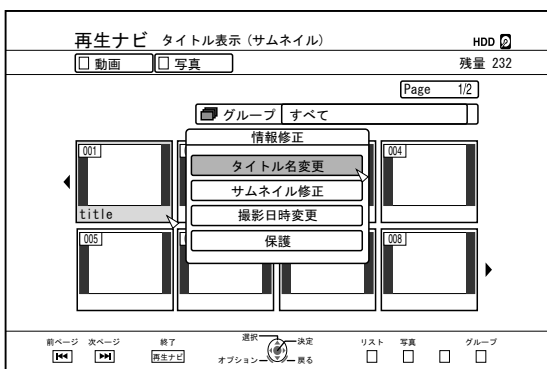 再生ナビ タイトル表示（サムネイル） HDD
動画 写真 残量 232
Page 1/2
グループ すべて
情報修正
001
004
タイトル名変更
サムネイル修正
title
撮影日時変更
005
保護
008
前ページ 次ページ 終了 選択 決定 リスト 写真 グループ
再生ナビ
オプション 戻る